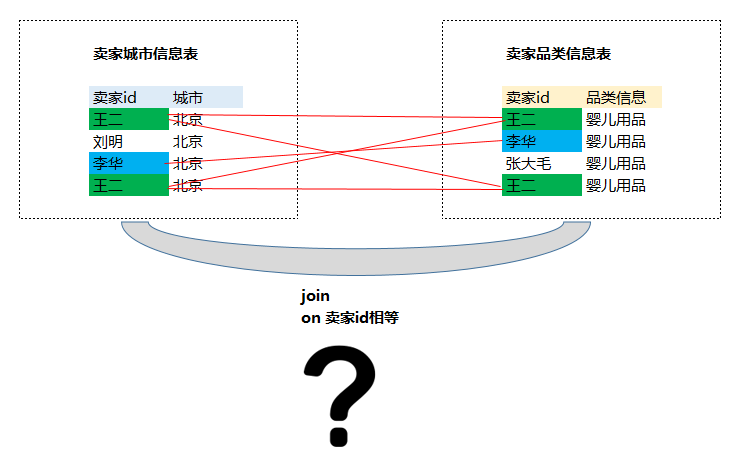 卖家城市信息表
卖家id 城市
王二 北京
刘明 北京
李华 北京
王二 北京
卖家品类信息表
卖家id 品类信息
王二 婴儿用品
李华 婴儿用品
张大毛 婴儿用品
王二 婴儿用品
join
on 卖家id相等
?